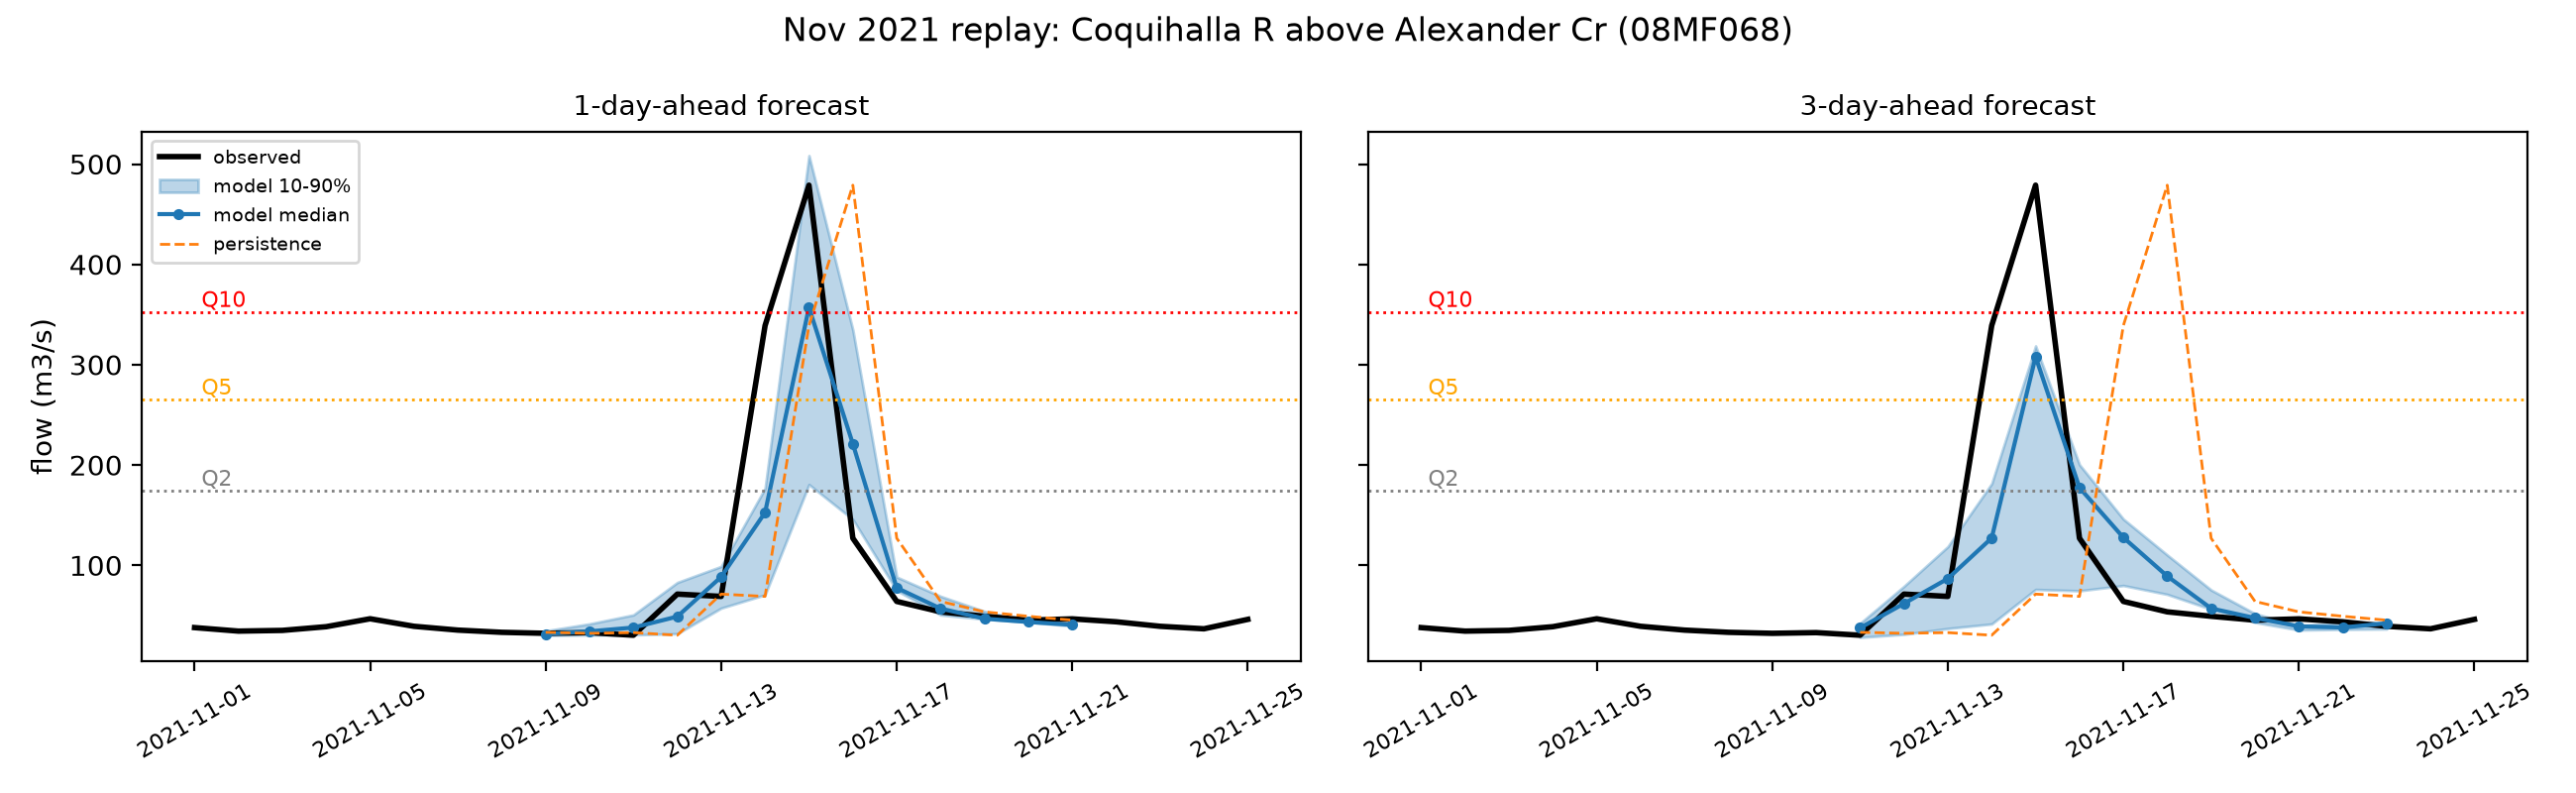 Nov 2021 replay: Coquihalla R above Alexander Cr (08MF068)
1-day-ahead forecast
observed
model 10-90%
model median
persistence
500
400
300
200
100
flow (m3/s)
Q10
Q5
Q2
2021-11-01
2021-11-05
2021-11-09
2021-11-13
2021-11-17
2021-11-21
2021-11-25
3-day-ahead forecast
Q10
Q5
Q2
2021-11-01
2021-11-05
2021-11-09
2021-11-13
2021-11-17
2021-11-21
2021-11-25